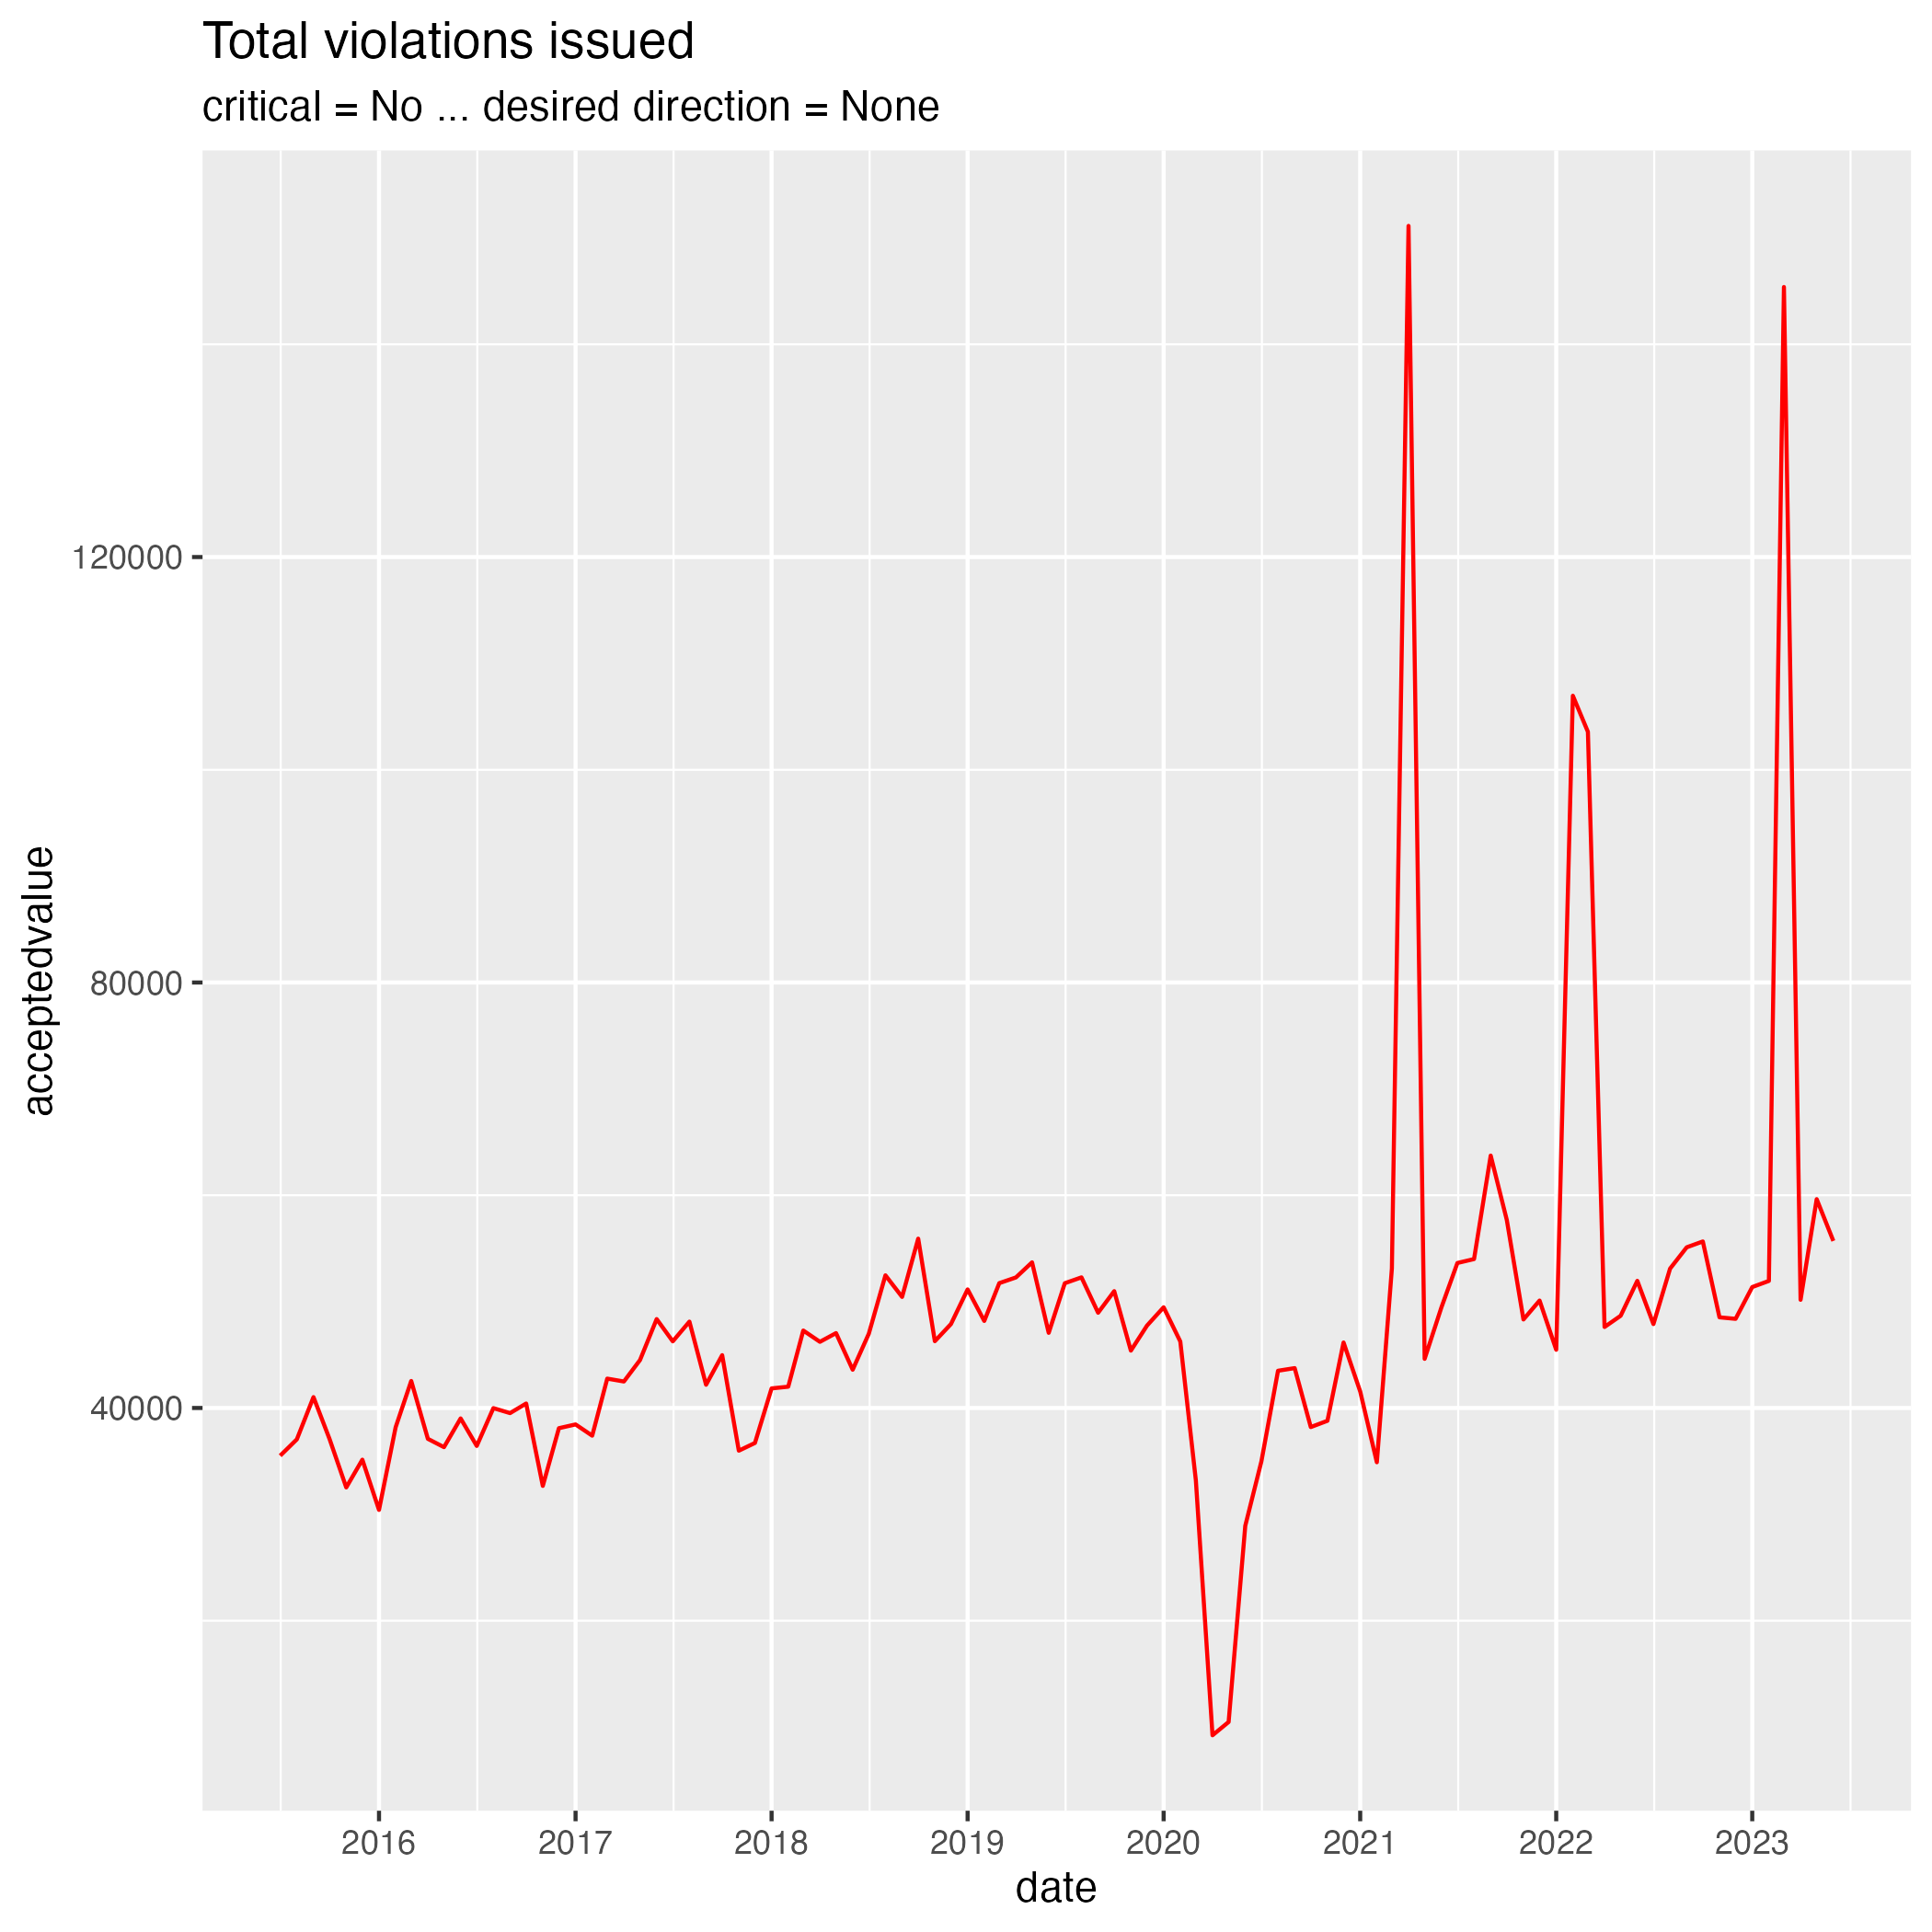 Total violations issued
critical = No ... desired direction = None
acceptedvalue
120000
80000
40000
2016 2017 2018 2019 2020 2021 2022 2023
date